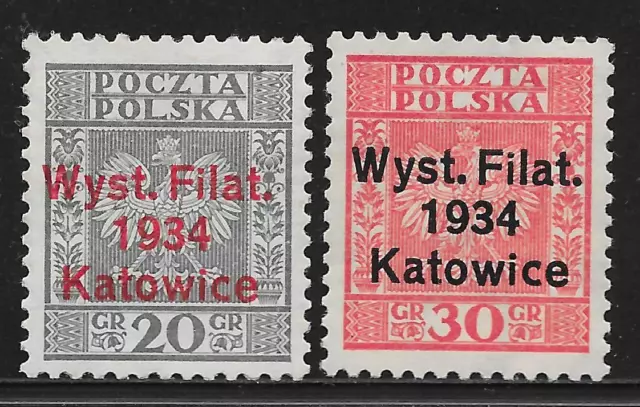 POCZTA
POLSKA
Wyst. Filat.
1934
Katowice
GR 20 GR
POCZTA
POLSKA
Wyst. Filat.
1934
Katowice
GR 30 GR